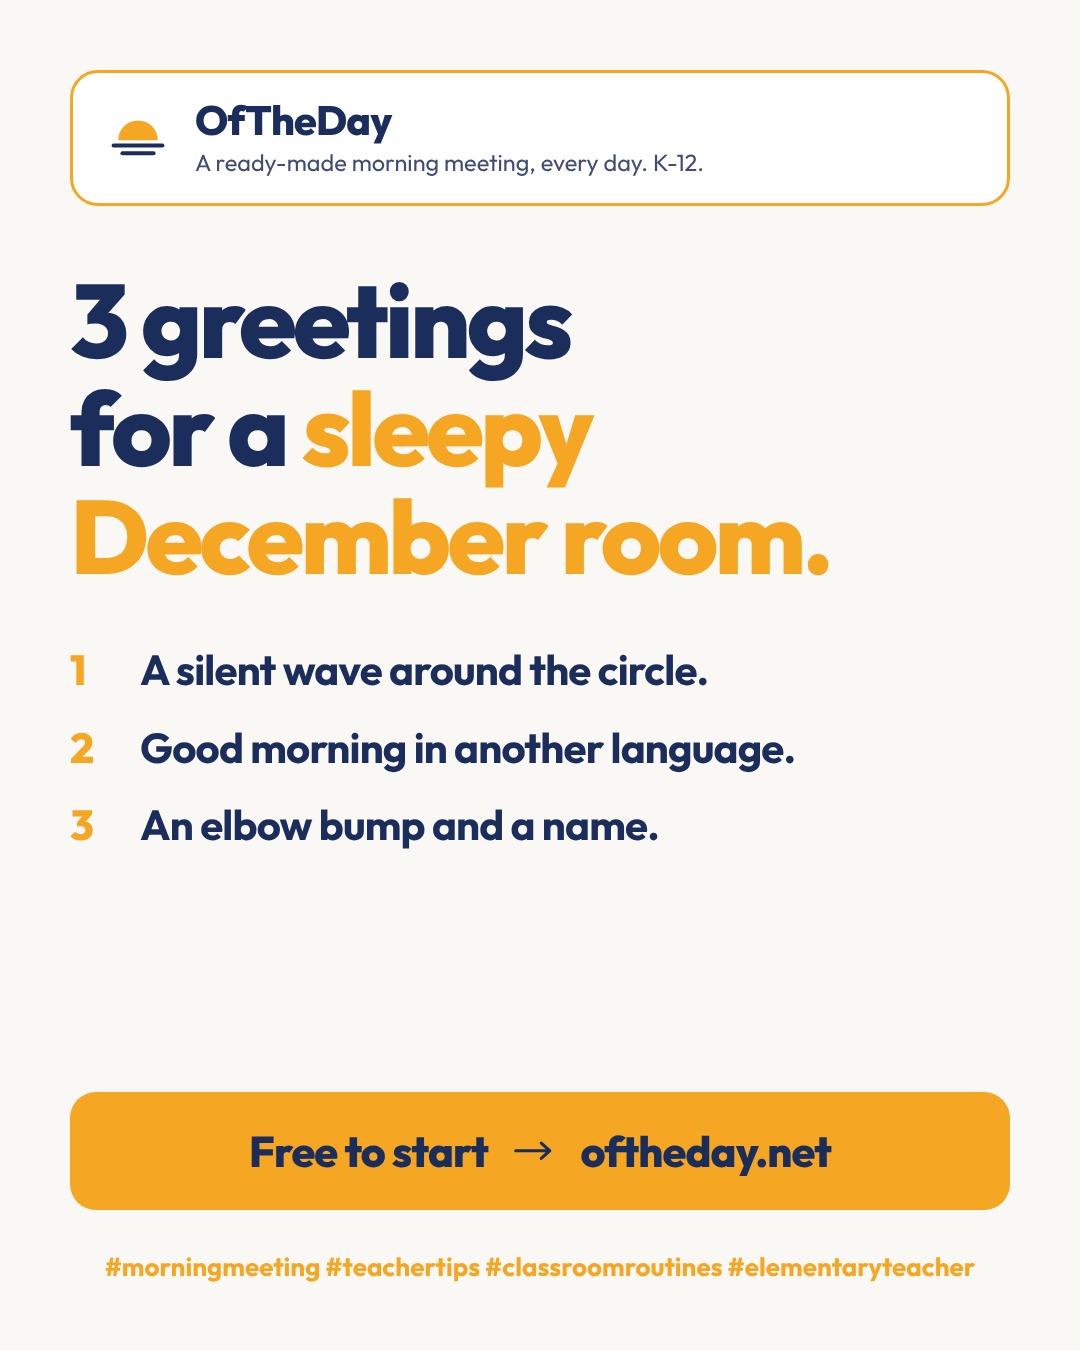 OfTheDay
A ready-made morning meeting, every day. K-12.
3 greetings
for a sleepy
December room.
1 A silent wave around the circle.
2 Good morning in another language.
3 An elbow bump and a name.
Free to start → oftheday.net
#morningmeeting #teachertips #classroomroutines #elementaryteacher